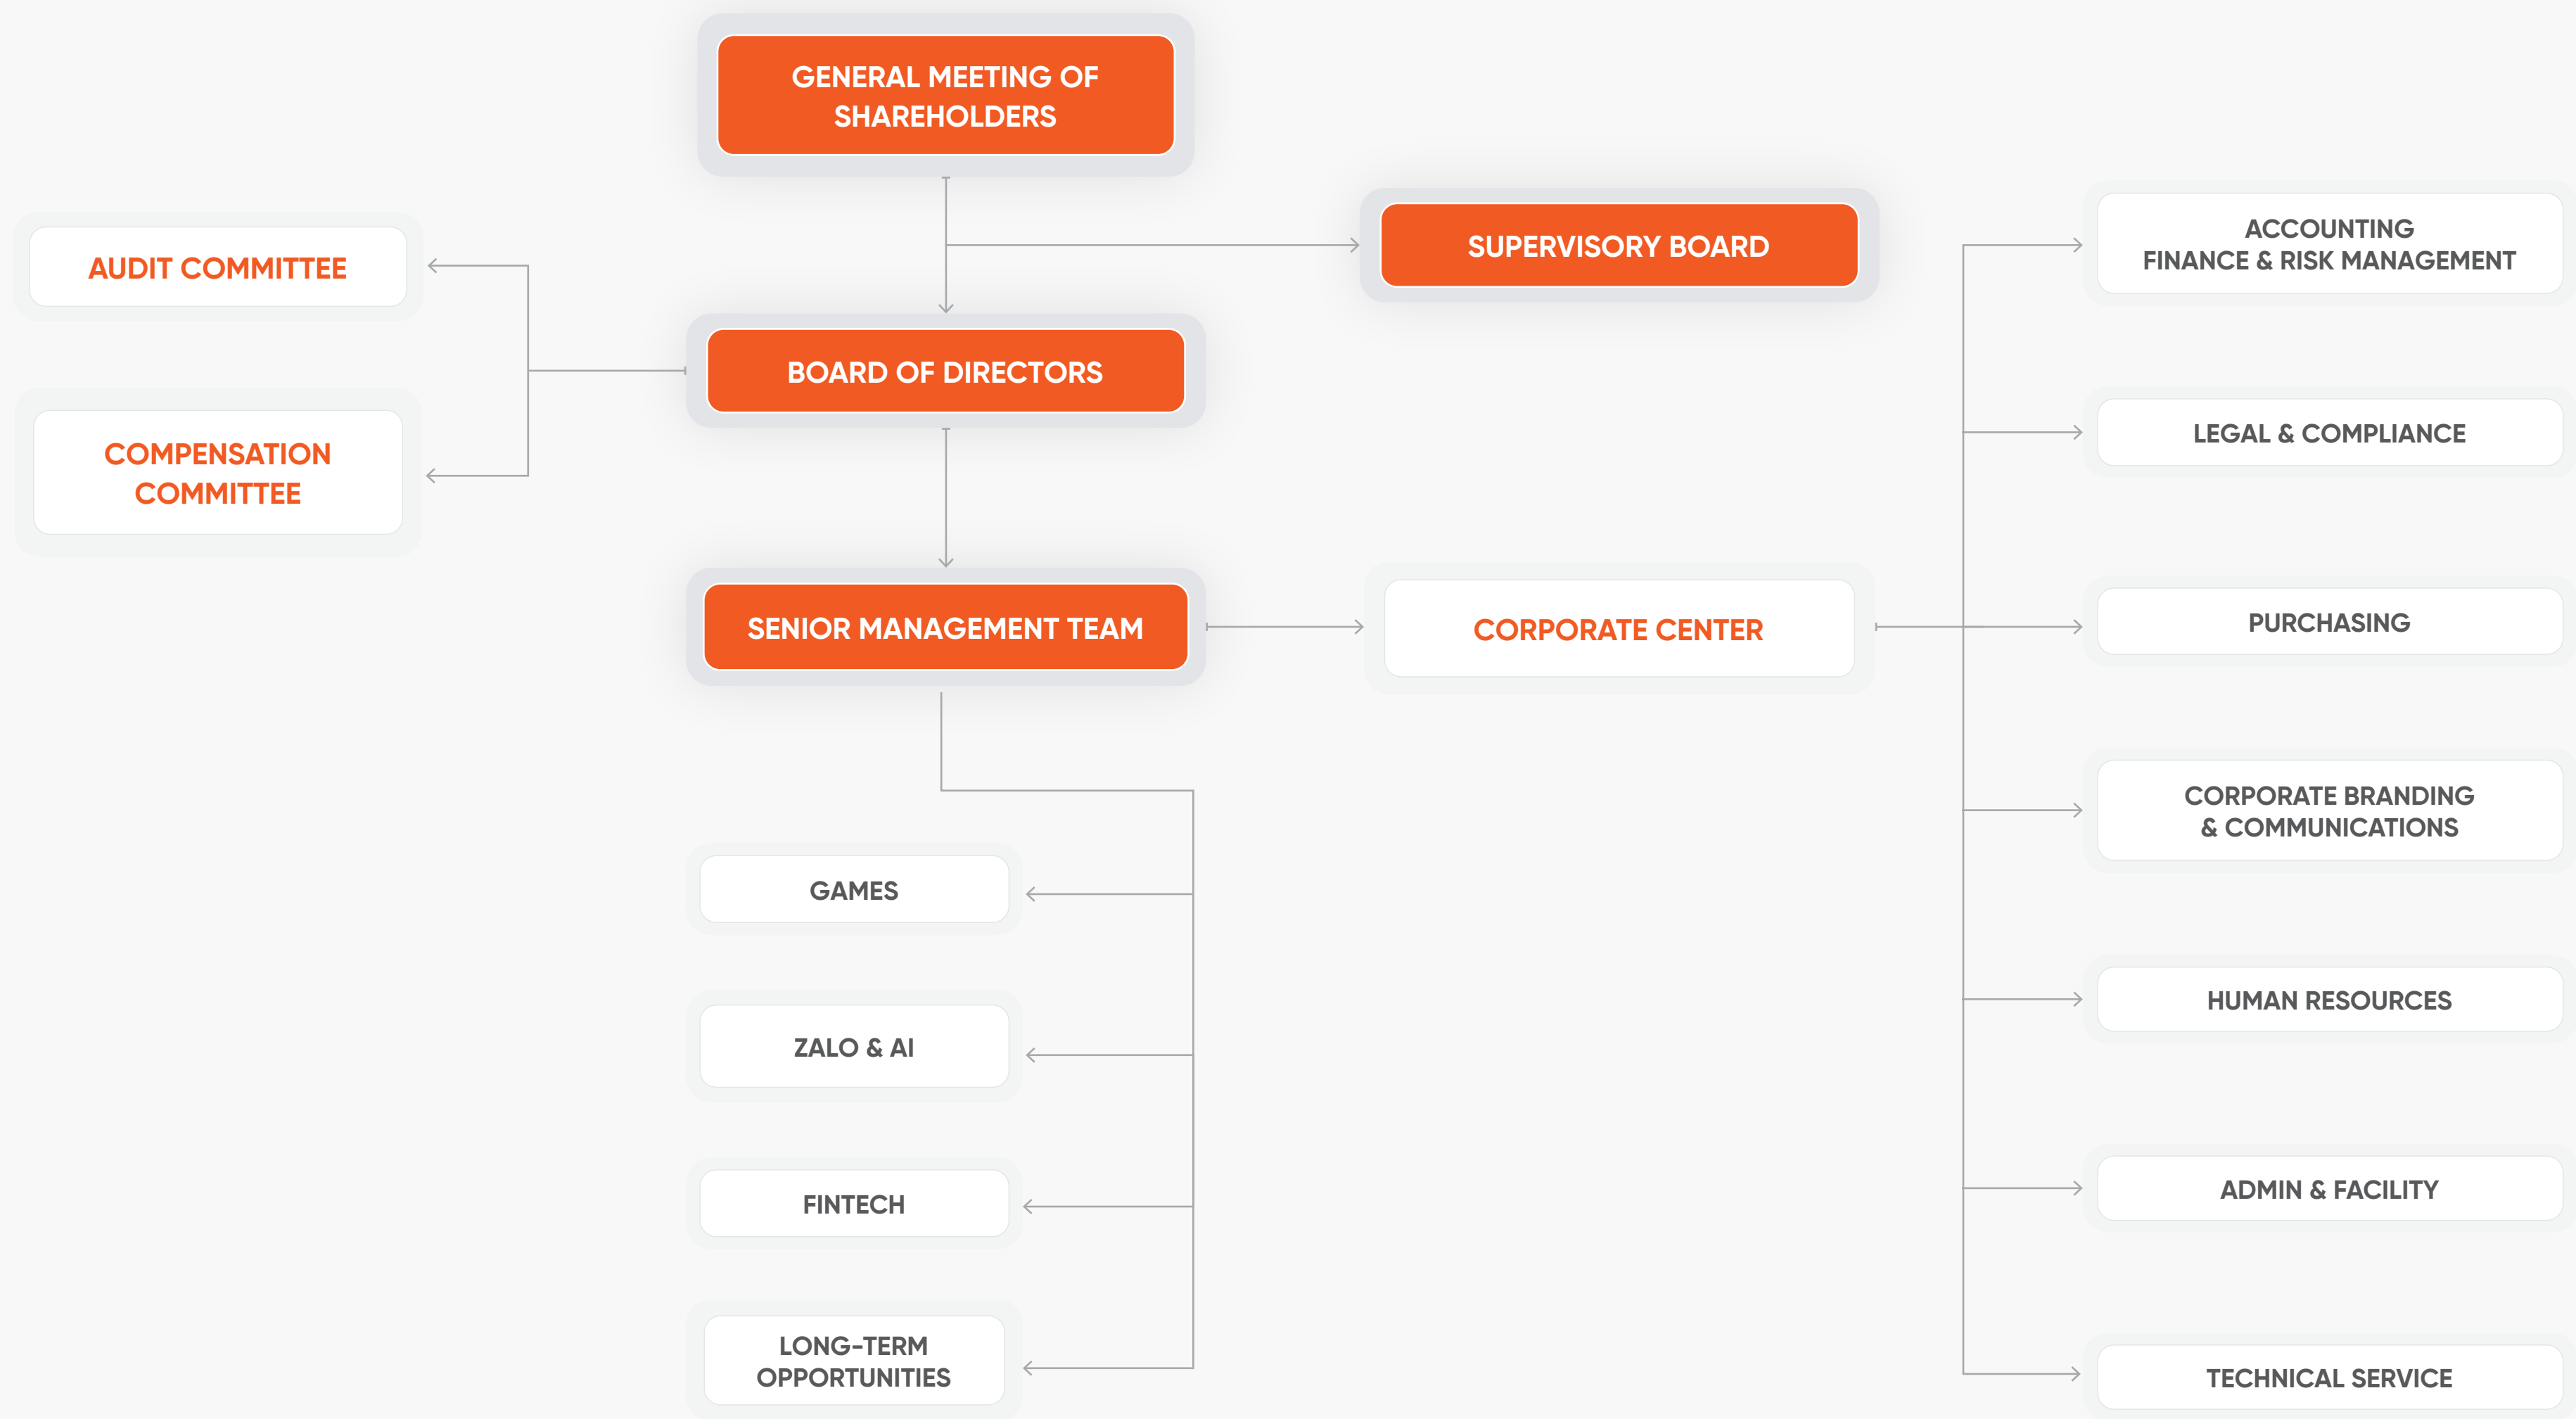 GENERAL MEETING OF
SHAREHOLDERS
SUPERVISORY BOARD
AUDIT COMMITTEE
BOARD OF DIRECTORS
COMPENSATION
COMMITTEE
SENIOR MANAGEMENT TEAM
CORPORATE CENTER
GAMES
ZALO & AI
FINTECH
LONG-TERM
OPPORTUNITIES
ACCOUNTING
FINANCE & RISK MANAGEMENT
LEGAL & COMPLIANCE
PURCHASING
CORPORATE BRANDING
& COMMUNICATIONS
HUMAN RESOURCES
ADMIN & FACILITY
TECHNICAL SERVICE